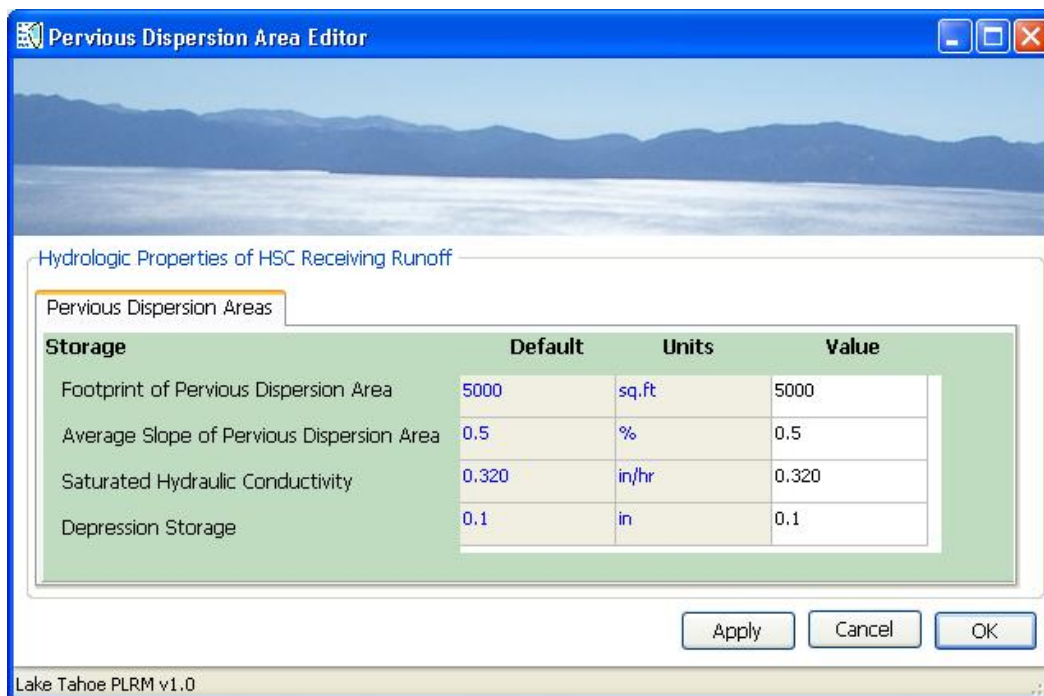 Pervious Dispersion Area Editor
Hydrologic Properties of HSC Receiving Runoff
Pervious Dispersion Areas
Storage Default Units Value
Footprint of Pervious Dispersion Area 5000 sq.ft 5000
Average Slope of Pervious Dispersion Area 0.5 % 0.5
Saturated Hydraulic Conductivity 0.320 in/hr 0.320
Depression Storage 0.1 in 0.1
Apply Cancel OK
Lake Tahoe PLRM v1.0